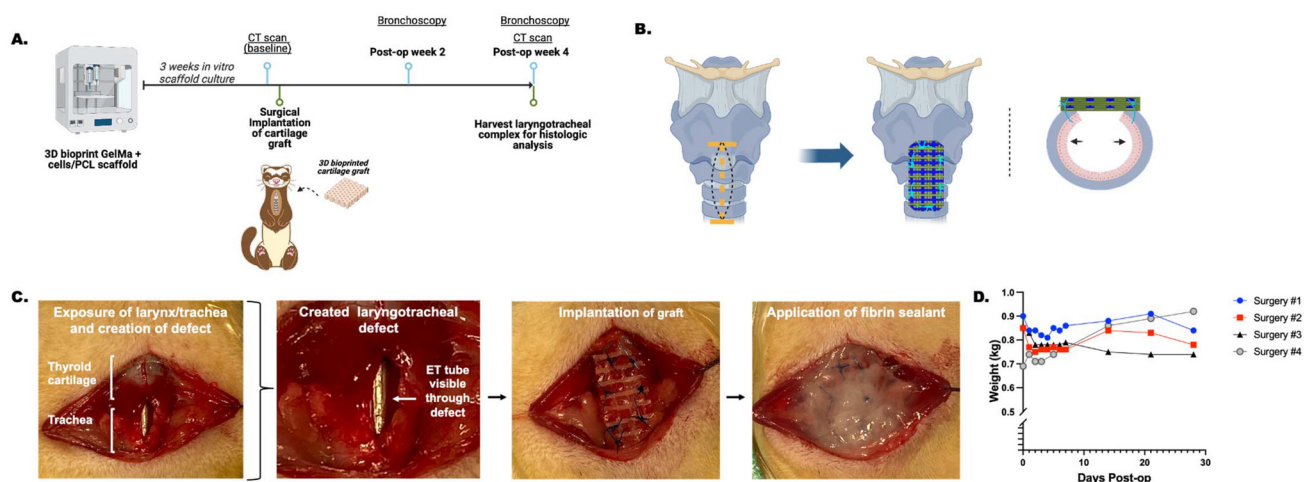 A.
3D bioprint GelMa +
cells/PCL scaffold
3 weeks in vitro
scaffold culture
CT scan
(baseline)
Surgical
Implantation
of cartilage
graft
3D bioprinted
cartilage graft
Bronchoscopy
Post-op week 2
Bronchoscopy
CT scan
Post-op week 4
Harvest laryngotracheal
complex for histologic
analysis
B.
C.
Exposure of larynx/trachea
and creation of defect
Thyroid
cartilage
Trachea
Created laryngotracheal
defect
ET tube
visible
through
defect
Implantation of graft
Application of fibrin sealant
D.
Weight (kg)
1.0
0.9
0.8
0.7
0.6
0.5
0
10
20
30
Days Post-op
Surgery #1
Surgery #2
Surgery #3
Surgery #4